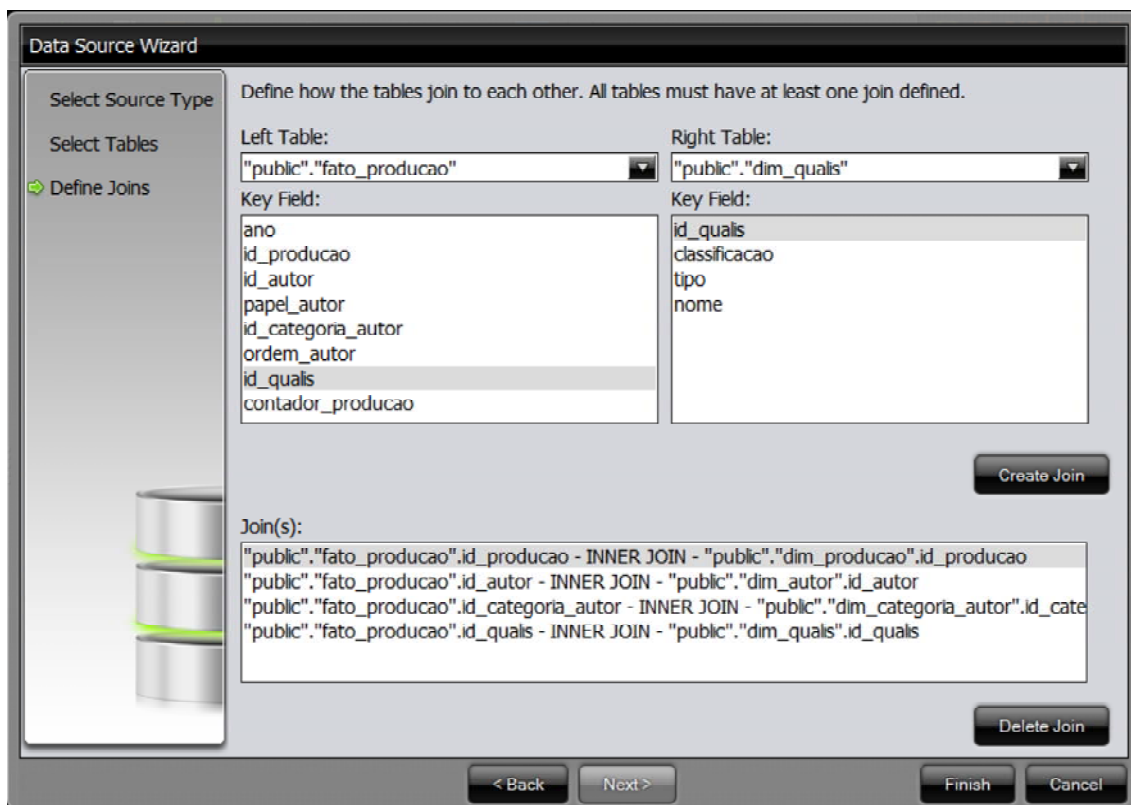 Data Source Wizard
Select Source Type
Select Tables
Define Joins
Define how the tables join to each other. All tables must have at least one join defined.
Left Table:
"public"."fato_producao"
Key Field:
ano
id_producao
id_autor
papel_autor
id_categoria_autor
ordem_autor
id_qualis
contador_producao
Right Table:
"public"."dim_qualis"
Key Field:
id_qualis
classificacao
tipo
nome
Create Join
Join(s):
"public"."fato_producao".id_producao - INNER JOIN - "public"."dim_producao".id_producao
"public"."fato_producao".id_autor - INNER JOIN - "public"."dim_autor".id_autor
"public"."fato_producao".id_categoria_autor - INNER JOIN - "public"."dim_categoria_autor".id_cate
"public"."fato_producao".id_qualis - INNER JOIN - "public"."dim_qualis".id_qualis
Delete Join
< Back
Next >
Finish
Cancel